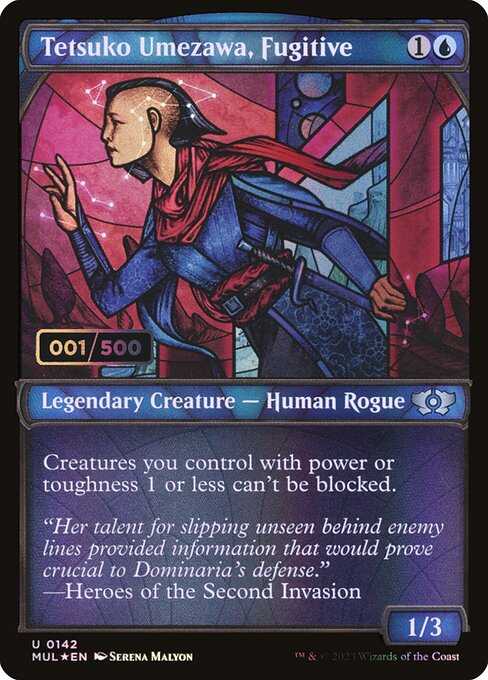 Tetsuko Umezawa, Fugitive 1
001/500
Legendary Creature — Human Rogue
Creatures you control with power or
toughness 1 or less can't be blocked.
“Her talent for slipping unseen behind enemy
lines provided information that would prove
crucial to Dominaria's defense.”
—Heroes of the Second Invasion
1/3
U 0142
MUL★EN Serena Malyon
™ & © 2023 Wizards of the Coast